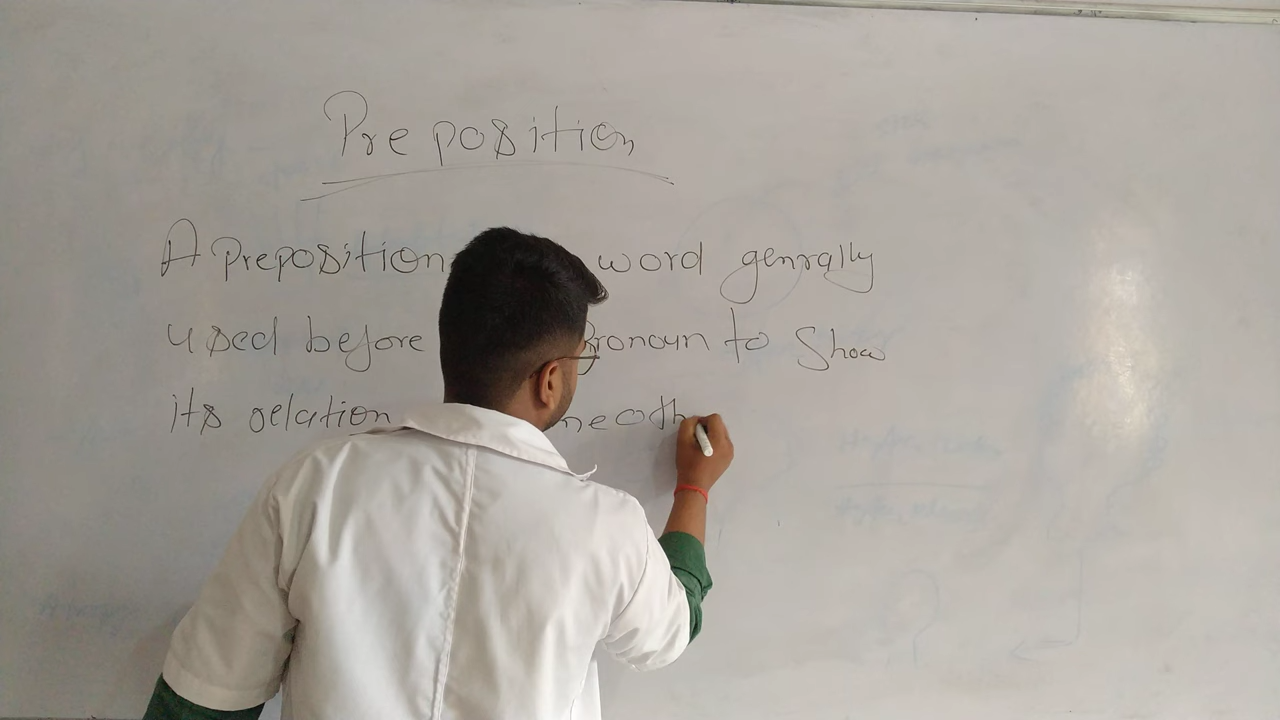 Preposition
A Preposition word genrally
used before Pronoun to Show
its relation